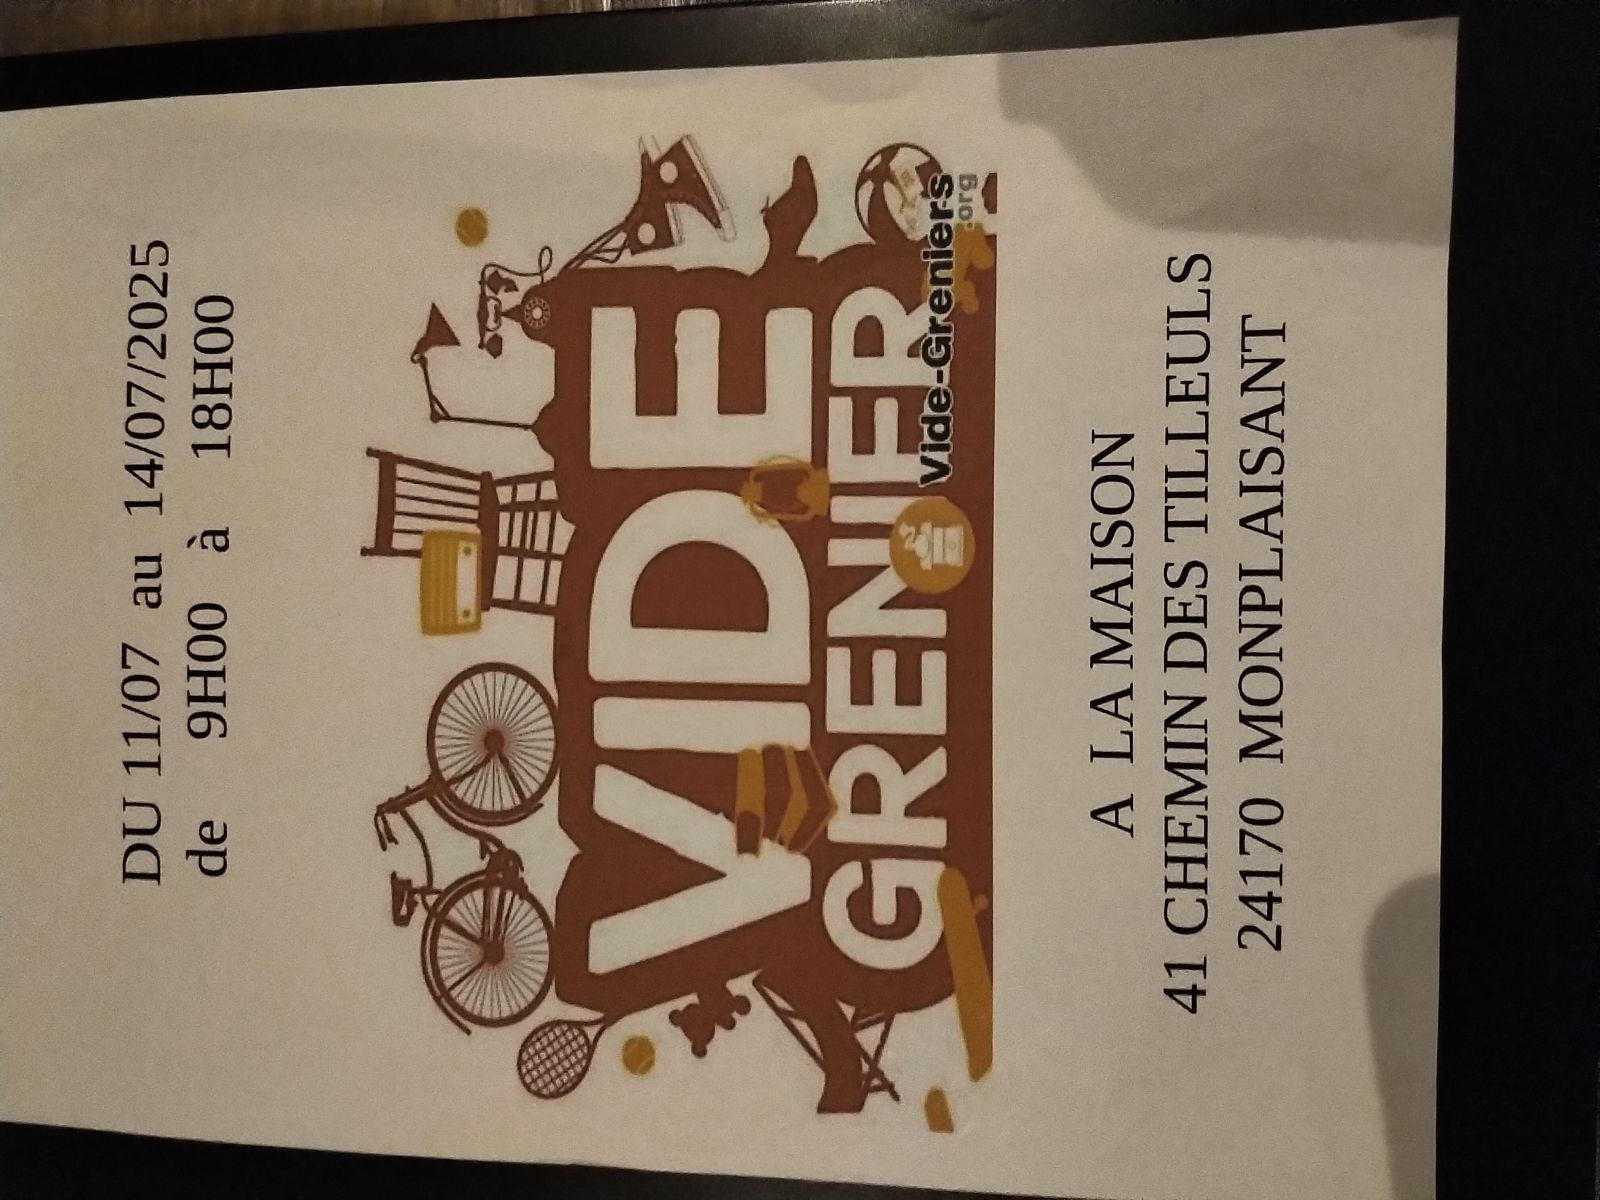 DU 11/07 au 14/07/2025
de 9H00 à 18H00
VIDE
GRENIER
Vide-Greniers
.org
A LA MAISON
41 CHEMIN DES TILLEULS
24170 MONPLAISANT